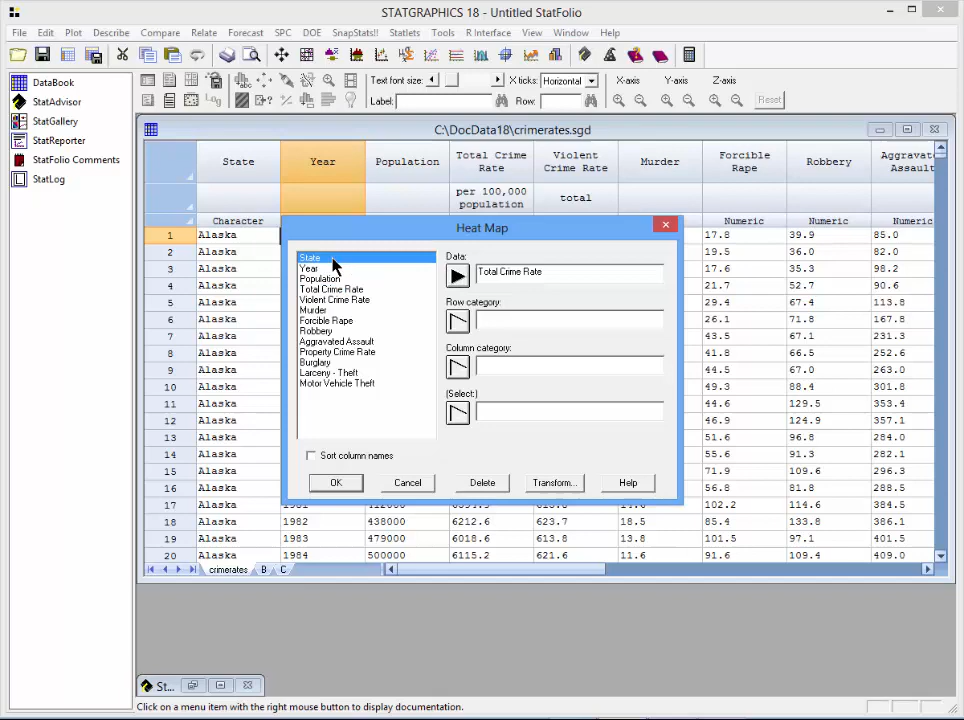 STATGRAPHICS 18 - Untitled StatFolio
File Edit Plot Describe Compare Relate Forecast SPC DOE SnapStats!! Statlets Tools R Interface View Window Help
Text font size: X ticks: Horizontal X-axis Y-axis Z-axis
Log Label: Row: Reset
DataBook
StatAdvisor
StatGallery
StatReporter
StatFolio Comments
StatLog
C:\DocData18\crimerates.sgd
State Year Population Total Crime Rate Violent Crime Rate Murder Forcible Rape Robbery Aggravated Assault
per 100,000 population total
Character Numeric Numeric Numeric
1 Alaska 17.8 39.9 85.0
2 Alaska 19.5 36.0 82.0
3 Alaska 17.6 35.3 98.2
4 Alaska 21.7 52.7 90.6
5 Alaska 29.4 67.4 113.8
6 Alaska 26.1 71.8 167.8
7 Alaska 43.5 67.1 231.3
8 Alaska 41.8 66.5 252.6
9 Alaska 44.5 67.0 263.0
10 Alaska 49.3 88.4 301.8
11 Alaska 44.6 129.5 353.4
12 Alaska 46.9 124.9 357.1
13 Alaska 51.6 96.8 284.0
14 Alaska 55.6 91.1 282.1
15 Alaska 71.9 109.6 296.3
16 Alaska 56.8 81.8 318.8
17 Alaska 102.2 114.6 384.5
18 Alaska 1982 438000 6212.6 623.7 18.5 85.4 133.8 386.1
19 Alaska 1983 479000 6018.6 613.8 13.8 101.5 97.1 401.5
20 Alaska 1984 500000 6115.2 621.6 11.6 91.6 109.4 409.0
crimerates B C
Heat Map
State
Year
Population
Total Crime Rate
Violent Crime Rate
Murder
Forcible Rape
Robbery
Aggravated Assault
Property Crime Rate
Burglary
Larceny - Theft
Motor Vehicle Theft
Data:
Total Crime Rate
Row category:
Column category:
(Select:)
Sort column names
OK Cancel Delete Transform... Help
St...
Click on a menu item with the right mouse button to display documentation.